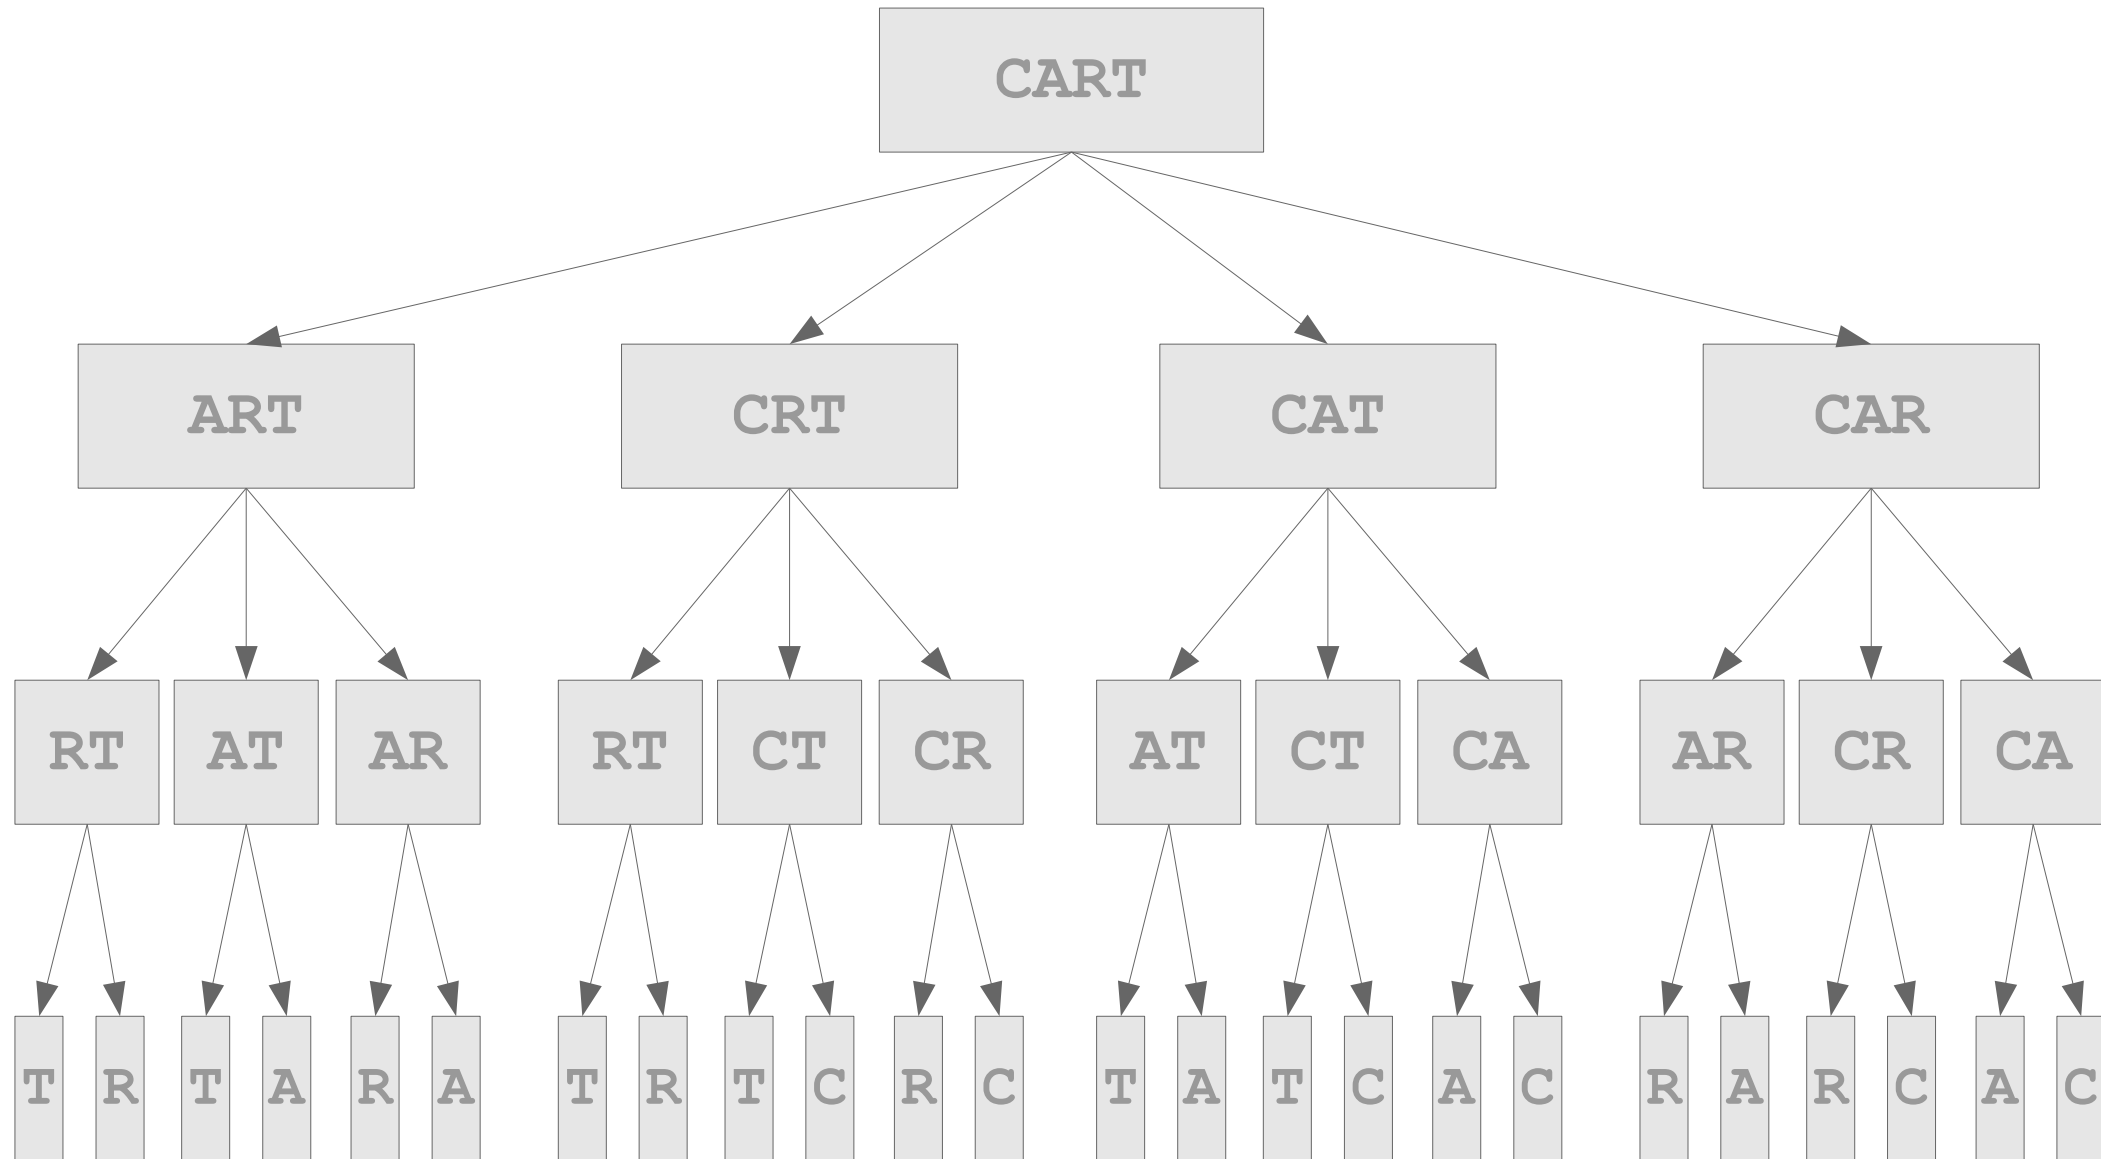 CART
ART CRT CAT CAR
RT AT AR RT CT CR AT CT CA AR CR CA
T R T A R A T R T C R C T A T C A C R A R C A C